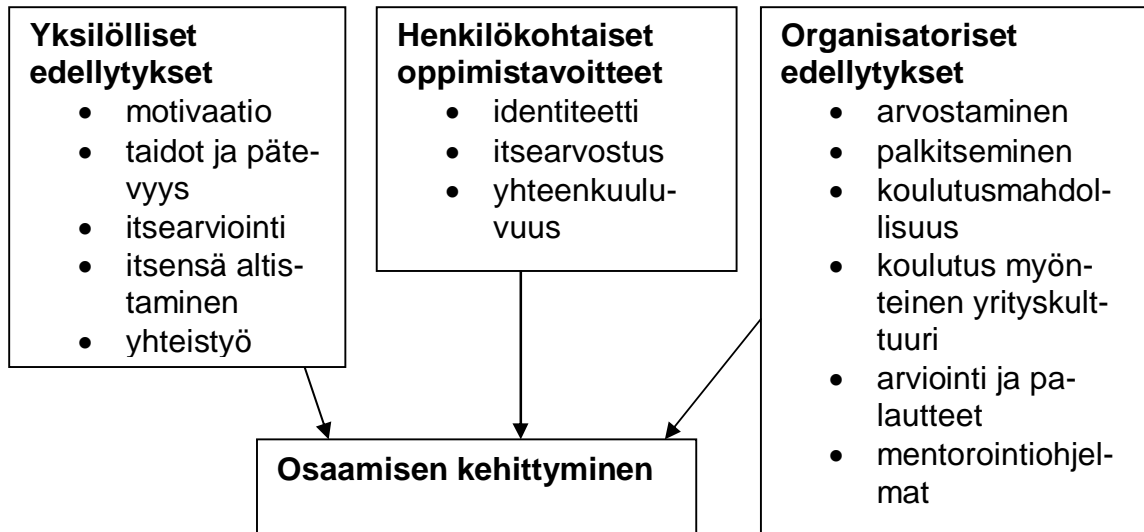 Yksilölliset
edellytykset
• motivaatio
• taidot ja päte-
vyys
• itsearviointi
• itsensä altis-
taminen
• yhteistyö
Henkilökohtaiset
oppimistavoitteet
• identiteetti
• itsearvostus
• yhteenkuulu-
vuus
Organisatoriset
edellytykset
• arvostaminen
• palkitseminen
• koulutusmahdol-
lisuus
• koulutus myön-
teinen yrityskult-
tuuri
• arviointi ja pa-
lautteet
• mentorointiohjel-
mat
Osaamisen kehittyminen